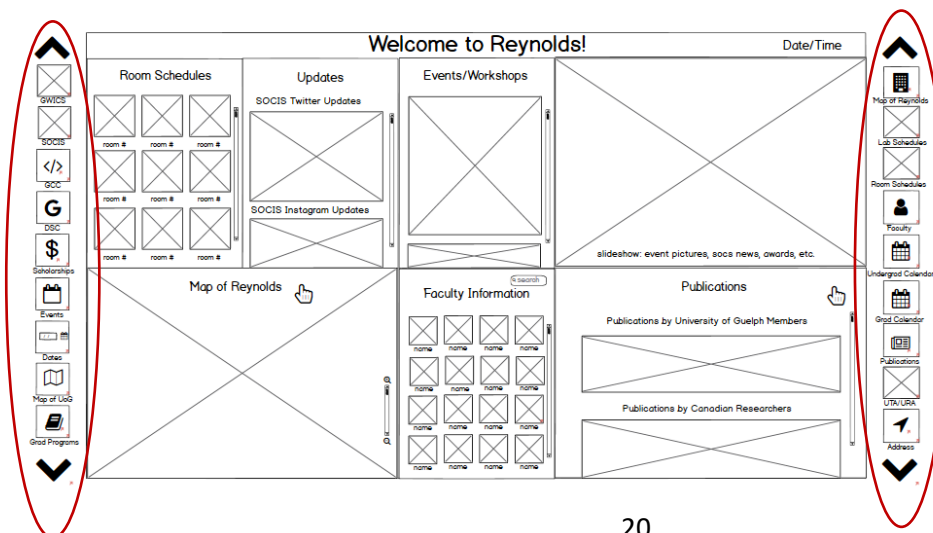 Welcome to Reynolds!
Date/Time
GWICS
SOCIS
</>
GCC
G
DSC
$
Scholarships
Events
Dates
Map of UoG
Grad Programs
Room Schedules
room # room # room #
room # room # room #
room # room # room #
Updates
SOCIS Twitter Updates
SOCIS Instagram Updates
Events/Workshops
slideshow: event pictures, socs news, awards, etc.
Map of Reynolds
search
Faculty Information
name name name name
name name name name
name name name name
name name name name
Publications
Publications by University of Guelph Members
Publications by Canadian Researchers
Map of Reynolds
Lab Schedules
Room Schedules
Faculty
Undergrad Calendar
Grad Calendar
Publications
UTA/URA
Address
20